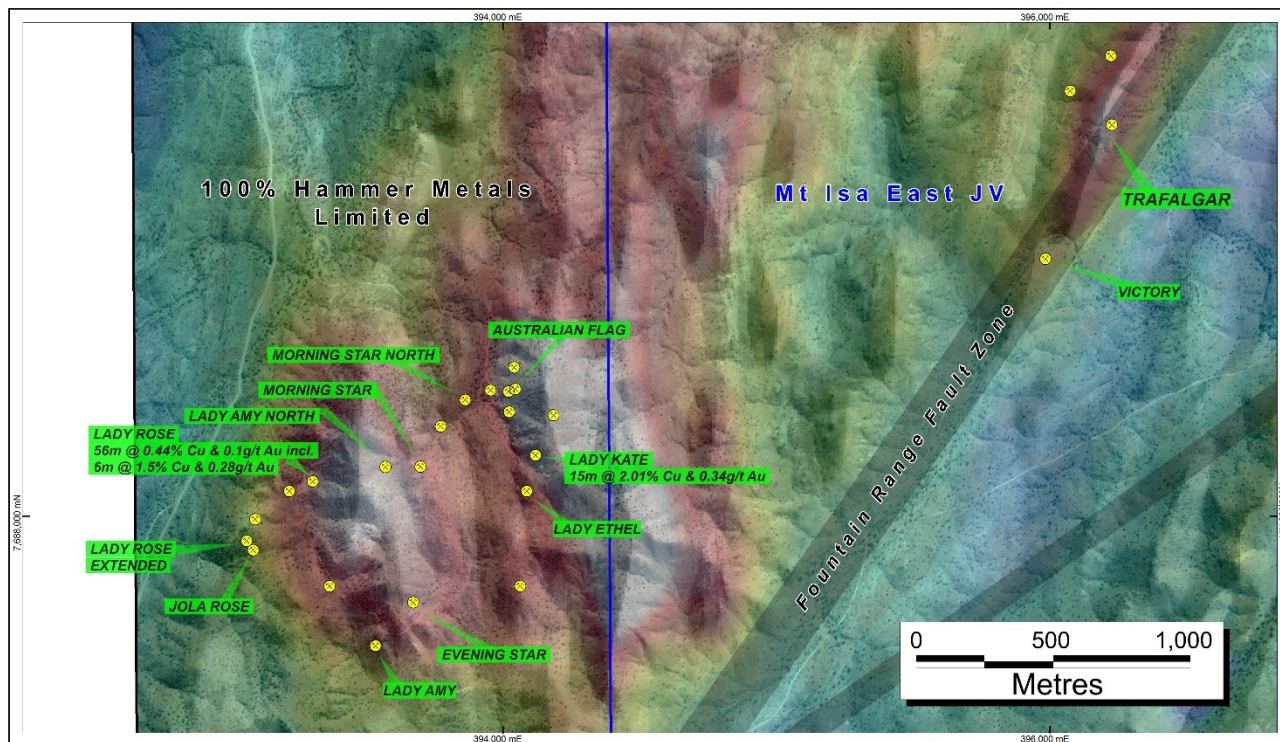 394,000 mE
396,000 mE
100% Hammer Metals
Limited
Mt Isa East JV
TRAFALGAR
VICTORY
AUSTRALIAN FLAG
MORNING STAR NORTH
MORNING STAR
LADY AMY NORTH
LADY ROSE
56m @ 0.44% Cu & 0.1g/t Au incl.
6m @ 1.5% Cu & 0.28g/t Au
LADY KATE
15m @ 2.01% Cu & 0.34g/t Au
Fountain Range Fault Zone
7,688,000 mN
LADY ETHEL
LADY ROSE
EXTENDED
JOLA ROSE
EVENING STAR
LADY AMY
0 500 1,000
Metres
394,000 mE
396,000 mE